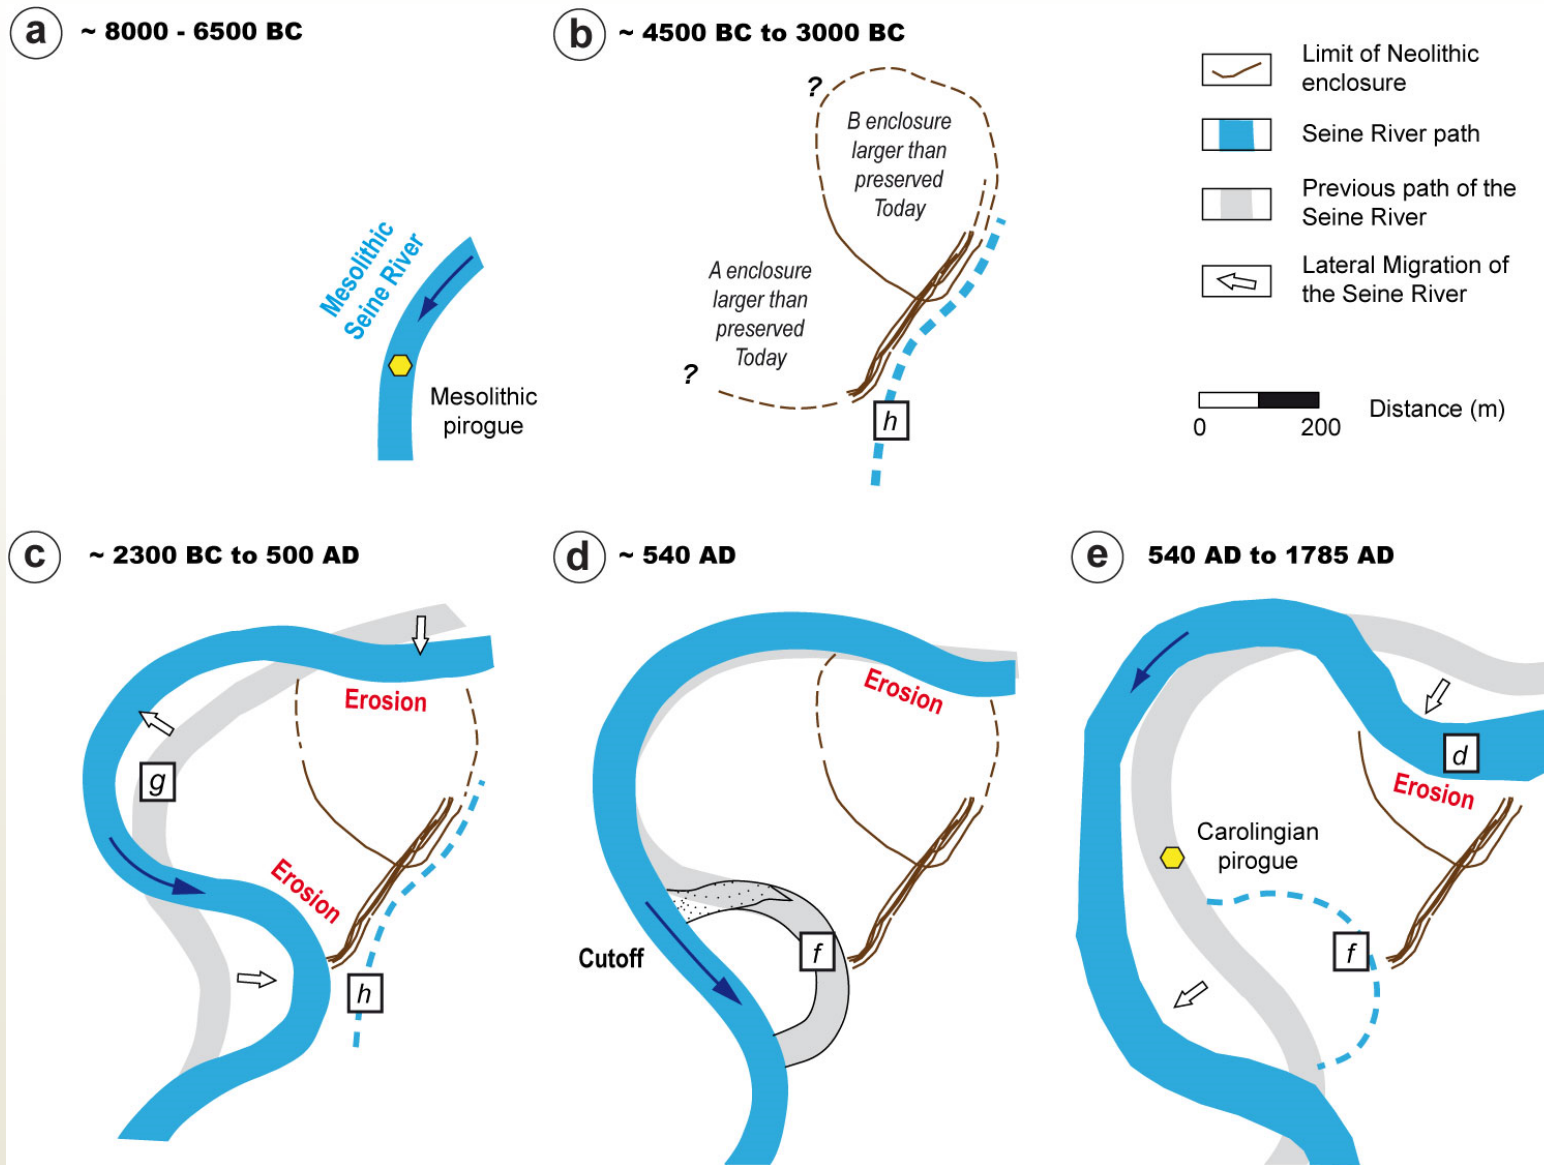 a ~ 8000 - 6500 BC
Mesolithic
Seine River
Mesolithic
pirogue
b ~ 4500 BC to 3000 BC
?
B enclosure
larger than
preserved
Today
A enclosure
larger than
preserved
Today
?
h
Limit of Neolithic
enclosure
Seine River path
Previous path of the
Seine River
Lateral Migration of
the Seine River
Distance (m)
0 200
c ~ 2300 BC to 500 AD
Erosion
g
Erosion
h
d ~ 540 AD
Erosion
Cutoff
f
e 540 AD to 1785 AD
d
Erosion
Carolingian
pirogue
f